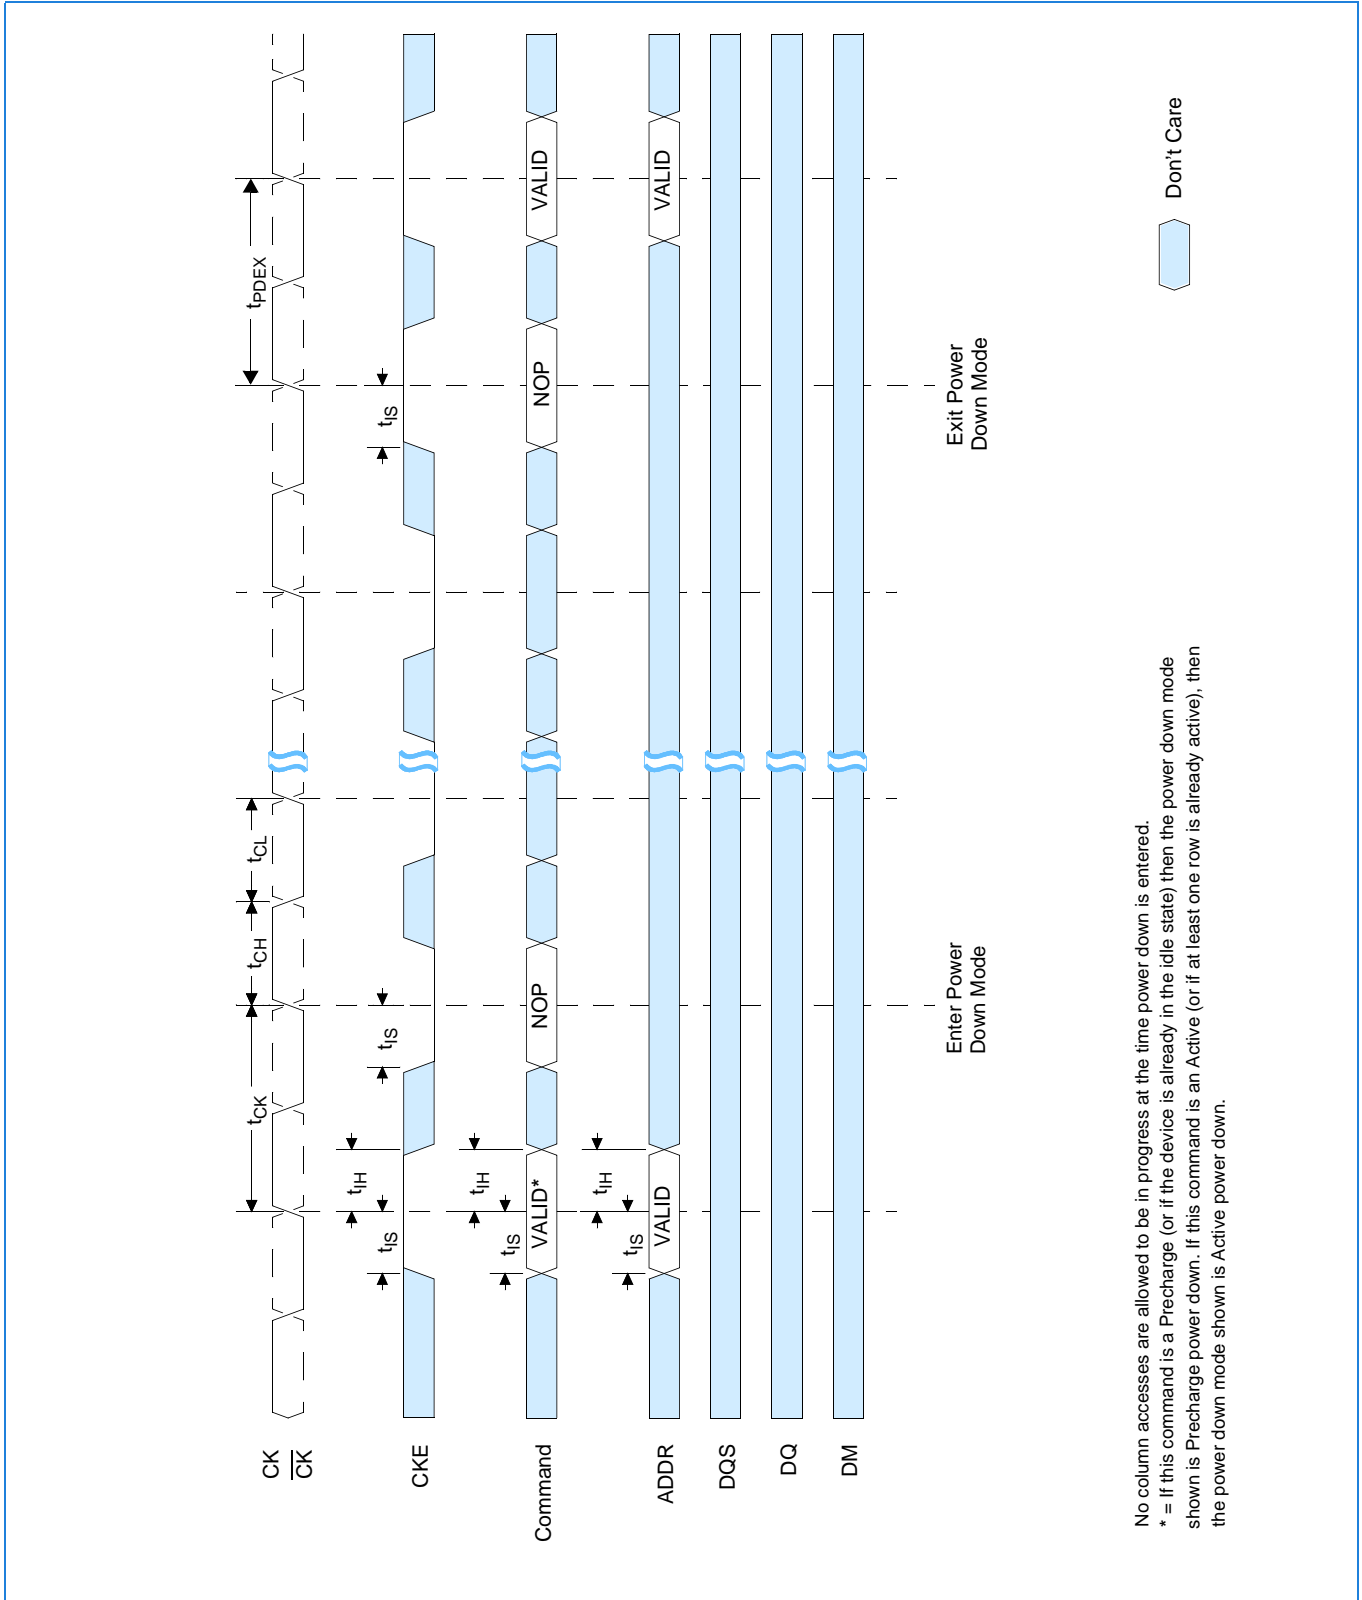 CK
CK
CKE
Command
ADDR
DQS
DQ
DM
tCK
tCH
tCL
tPDEX
tIS
tIH
tIS
tIS
tIS
tIH
VALID*
NOP
NOP
VALID
tIS
tIH
VALID
VALID
Enter Power
Down Mode
Exit Power
Down Mode
Don't Care
No column accesses are allowed to be in progress at the time power down is entered.
* = If this command is a Precharge (or if the device is already in the idle state) then the power down mode
shown is Precharge power down. If this command is an Active (or if at least one row is already active), then
the power down mode shown is Active power down.